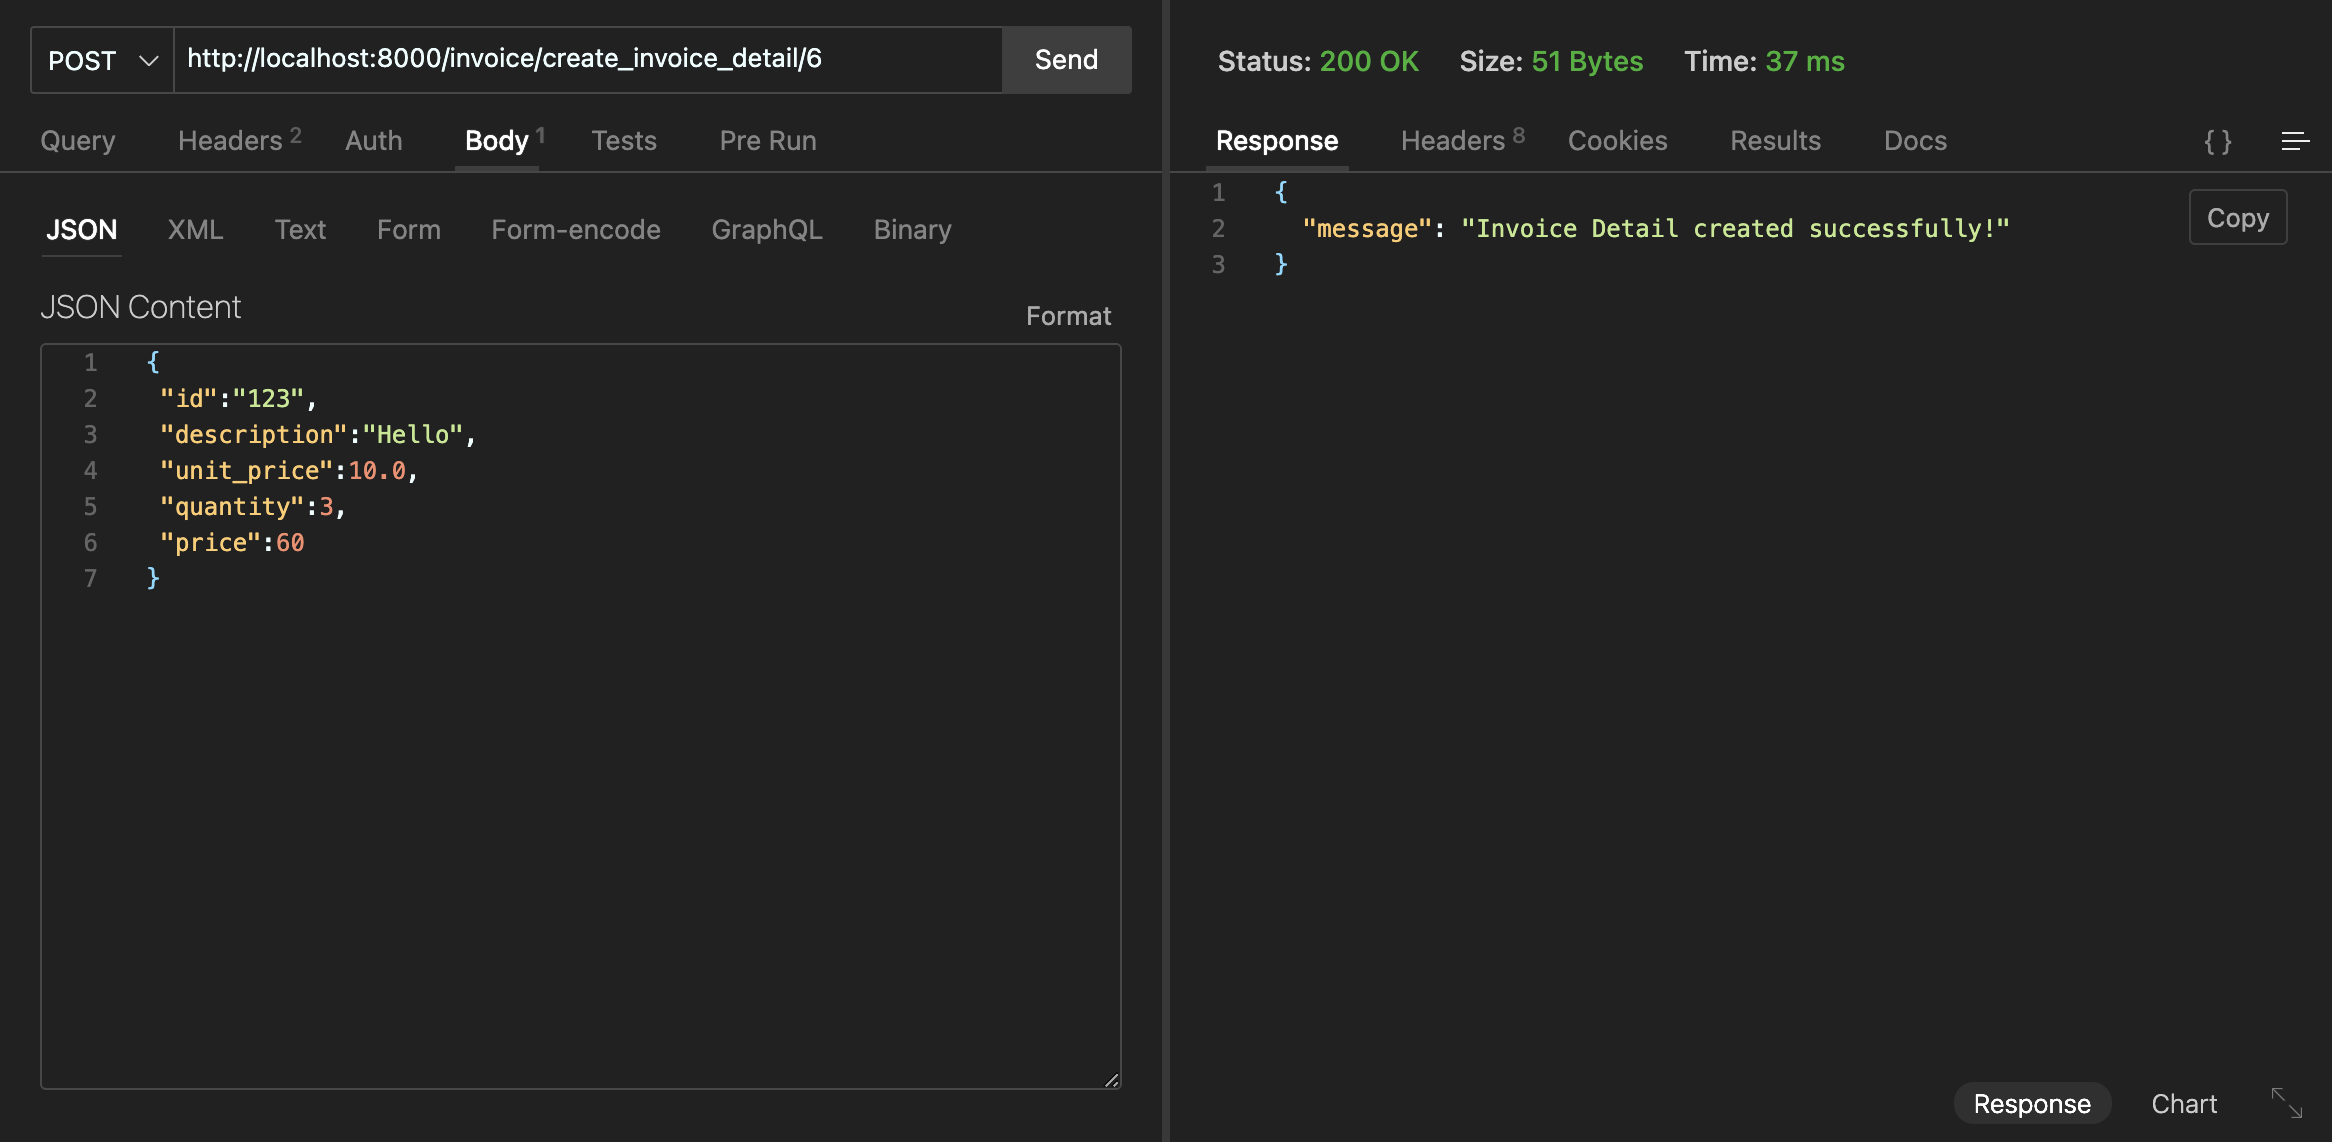 POST http://localhost:8000/invoice/create_invoice_detail/6 Send
Query Headers 2 Auth Body 1 Tests Pre Run
JSON XML Text Form Form-encode GraphQL Binary
JSON Content
Format
1 {
2 "id":"123",
3 "description":"Hello",
4 "unit_price":10.0,
5 "quantity":3,
6 "price":60
7 }
Status: 200 OK Size: 51 Bytes Time: 37 ms
Response Headers 8 Cookies Results Docs { }
1 {
2 "message": "Invoice Detail created successfully!"
3 }
Copy
Response Chart